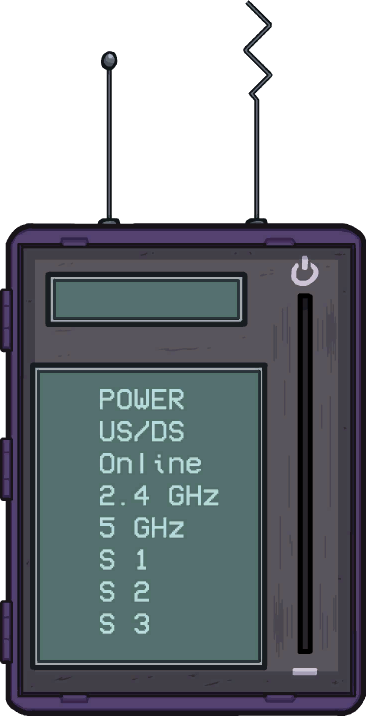 POWER
US/DS
Online
2.4 GHz
5 GHz
S 1
S 2
S 3